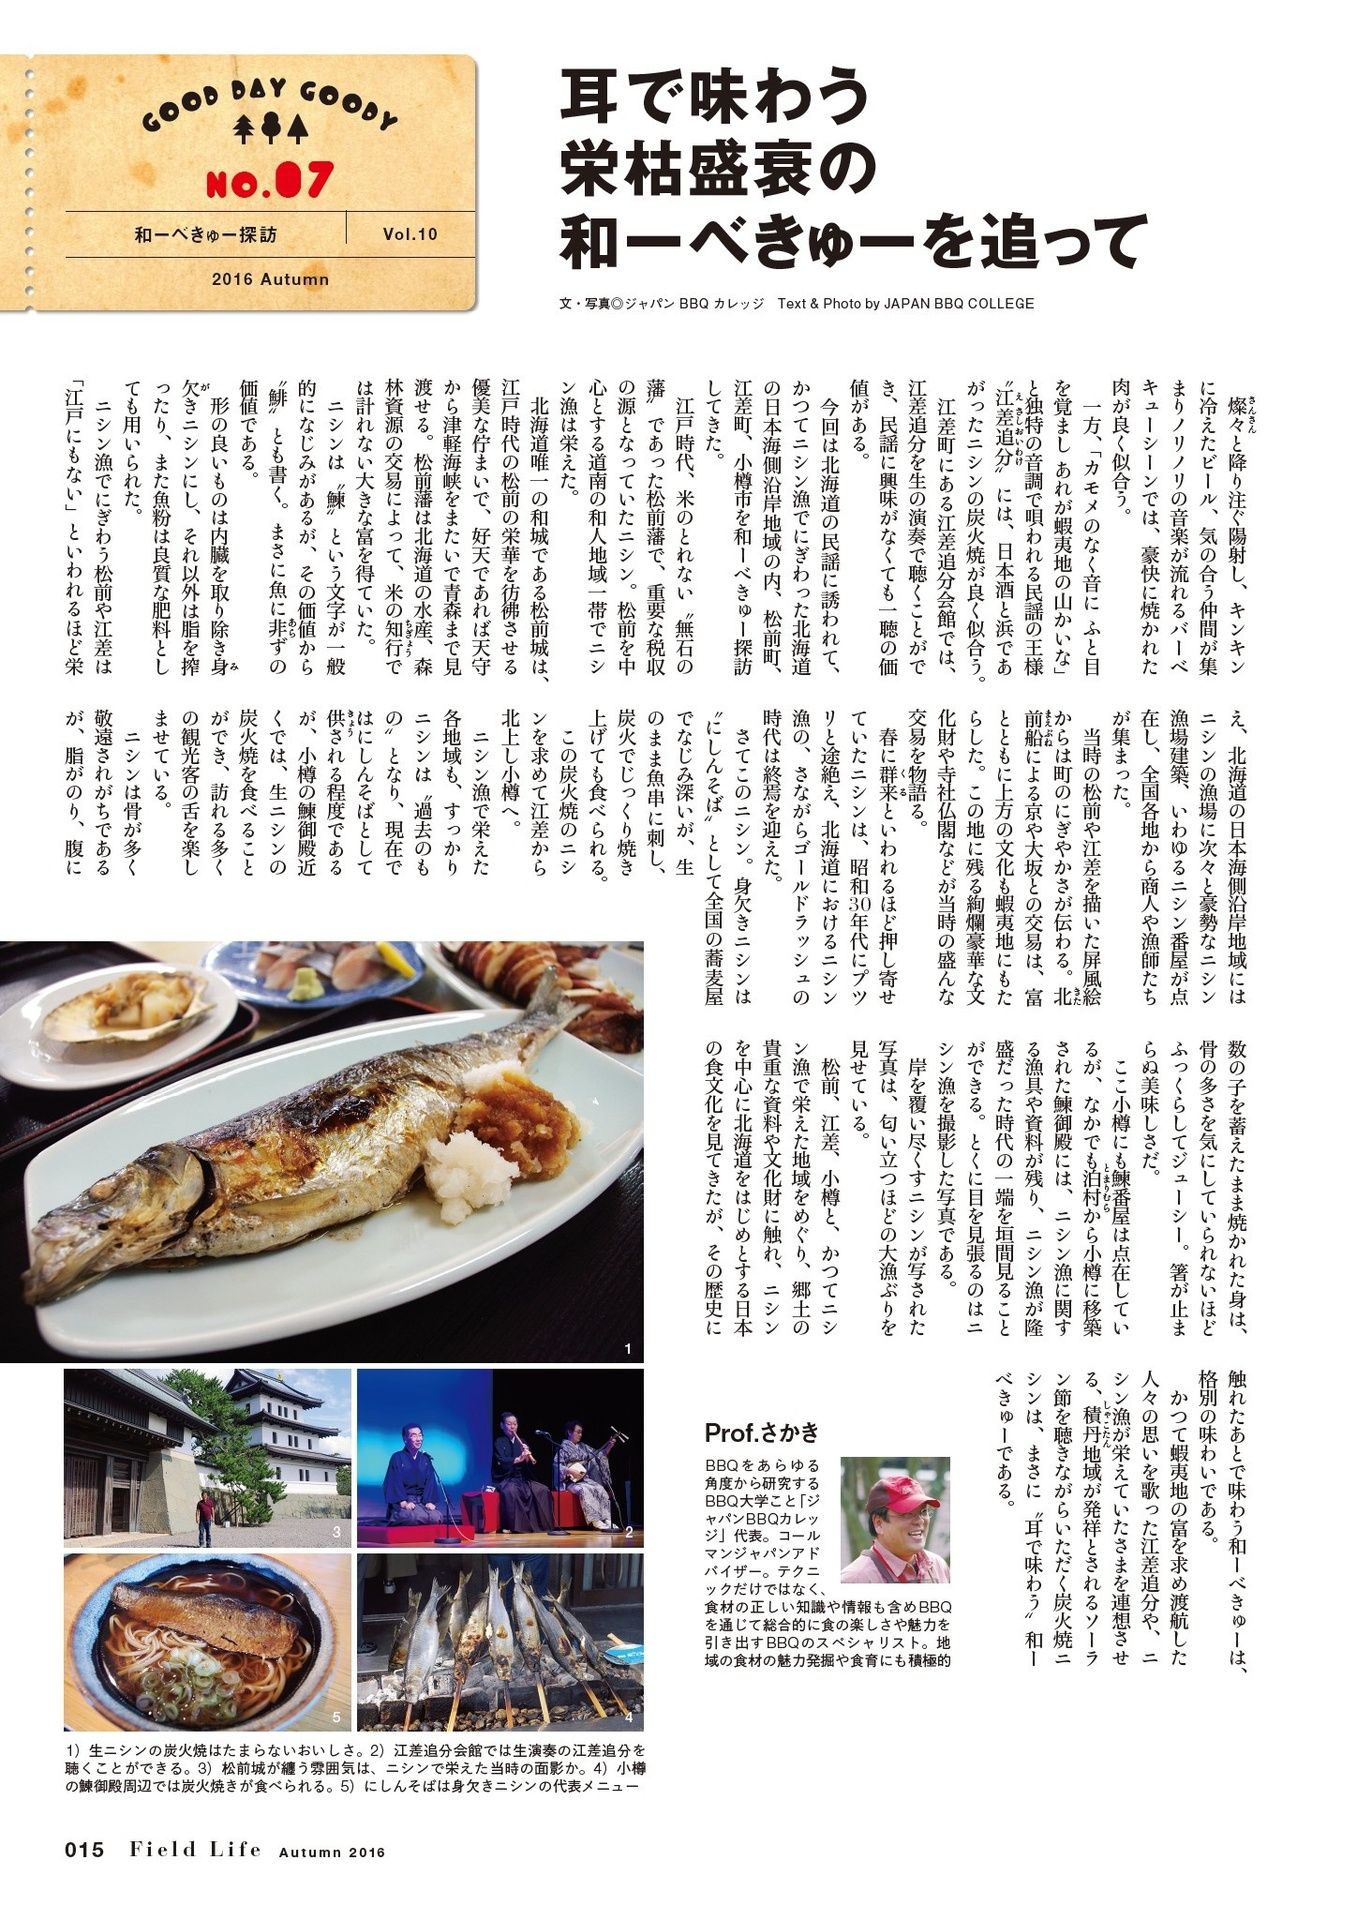 GOOD DAY GOODY
NO.07
和ーべきゅー探訪
Vol.10
2016 Autumn
耳で味わう
栄枯盛衰の
和ーべきゅーを追って
文・写真◎ジャパン BBQ カレッジ　Text & Photo by JAPAN BBQ COLLEGE
燦々と降り注ぐ陽射し、キンキン
に冷えたビール、気の合う仲間が集
まりノリノリの音楽が流れるバーベ
キューシーンでは、豪快に焼かれた
肉が良く似合う。
一方、「カモメのなく音に ふと目
を覚まし あれが蝦夷地の山かいな」
と独特の音調で唄われる民謡の王様
〝江差追分〟には、日本酒と浜であ
がったニシンの炭火焼が良く似合う。
江差町にある江差追分会館では、
江差追分を生の演奏で聴くことがで
き、民謡に興味がなくても一聴の価
値がある。
今回は北海道の民謡に誘われて、
かつてニシン漁でにぎわった北海道
の日本海側沿岸地域の内、松前町、
江差町、小樽市を和ーべきゅー探訪
してきた。
江戸時代、米のとれない〝無石の
藩〟であった松前藩で、重要な税収
の源となっていたニシン。松前を中
心とする道南の和人地域一帯でニシ
ン漁は栄えた。
北海道唯一の和城である松前城は、
江戸時代の松前の栄華を彷彿させる
優美な佇まいで、好天であれば天守
から津軽海峡をまたいで青森まで見
渡せる。松前藩は北海道の水産、森
林資源の交易によって、米の知行で
は計れない大きな富を得ていた。
ニシンは〝鰊〟という文字が一般
的になじみがあるが、その価値から
〝鯡〟とも書く。まさに魚に非ずの
価値である。
形の良いものは内臓を取り除き身
欠きニシンにし、それ以外は脂を搾
ったり、また魚粉は良質な肥料とし
ても用いられた。
ニシン漁でにぎわう松前や江差は
「江戸にもない」といわれるほど栄
え、北海道の日本海側沿岸地域には
ニシンの漁場に次々と豪勢なニシン
漁場建築、いわゆるニシン番屋が点
在し、全国各地から商人や漁師たち
が集まった。
当時の松前や江差を描いた屏風絵
からは町のにぎやかさが伝わる。北
前船による京や大坂との交易は、富
とともに上方の文化も蝦夷地にもた
らした。この地に残る絢爛豪華な文
化財や寺社仏閣などが当時の盛んな
交易を物語る。
春に群来といわれるほど押し寄せ
ていたニシンは、昭和30年代にプツ
リと途絶え、北海道におけるニシン
漁の、さながらゴールドラッシュの
時代は終焉を迎えた。
さてこのニシン。身欠きニシンは
〝にしんそば〟として全国の蕎麦屋
でなじみ深いが、生
のまま魚串に刺し、
炭火でじっくり焼き
上げても食べられる。
この炭火焼のニシ
ンを求めて江差から
北上し小樽へ。
ニシン漁で栄えた
各地域も、すっかり
ニシンは〝過去のも
の〟となり、現在で
はにしんそばとして
供される程度である
が、小樽の鰊御殿近
くでは、生ニシンの
炭火焼を食べること
ができ、訪れる多く
の観光客の舌を楽し
ませている。
ニシンは骨が多く
敬遠されがちである
が、脂がのり、腹に
数の子を蓄えたまま焼かれた身は、
骨の多さを気にしていられないほど
ふっくらしてジューシー。箸が止ま
らぬ美味しさだ。
ここ小樽にも鰊番屋は点在してい
るが、なかでも泊村から小樽に移築
された鰊御殿には、ニシン漁に関す
る漁具や資料が残り、ニシン漁が隆
盛だった時代の一端を垣間見ること
ができる。とくに目を見張るのはニ
シン漁を撮影した写真である。
岸を覆い尽くすニシンが写された
写真は、匂い立つほどの大漁ぶりを
見せている。
松前、江差、小樽と、かつてニシ
ン漁で栄えた地域をめぐり、郷土の
貴重な資料や文化財に触れ、ニシン
を中心に北海道をはじめとする日本
の食文化を見てきたが、その歴史に
触れたあとで味わう和ーべきゅーは、
格別の味わいである。
かつて蝦夷地の富を求め渡航した
人々の思いを歌った江差追分や、ニ
シン漁が栄えていたさまを連想させ
る、積丹地域が発祥とされるソーラ
ン節を聴きながらいただく炭火焼ニ
シンは、まさに〝耳で味わう〟和ー
べきゅーである。
Prof.さかき
BBQをあらゆる
角度から研究する
BBQ大学こと「ジ
ャパンBBQカレッ
ジ」代表。コール
マンジャパンアド
バイザー。テクニ
ックだけではなく、
食材の正しい知識や情報も含めBBQ
を通じて総合的に食の楽しさや魅力を
引き出すBBQのスペシャリスト。地
域の食材の魅力発掘や食育にも積極的
1
3
2
5
4
1）生ニシンの炭火焼はたまらないおいしさ。2）江差追分会館では生演奏の江差追分を
聴くことができる。3）松前城が纏う雰囲気は、ニシンで栄えた当時の面影か。4）小樽
の鰊御殿周辺では炭火焼きが食べられる。5）にしんそばは身欠きニシンの代表メニュー
015 Field Life Autumn 2016